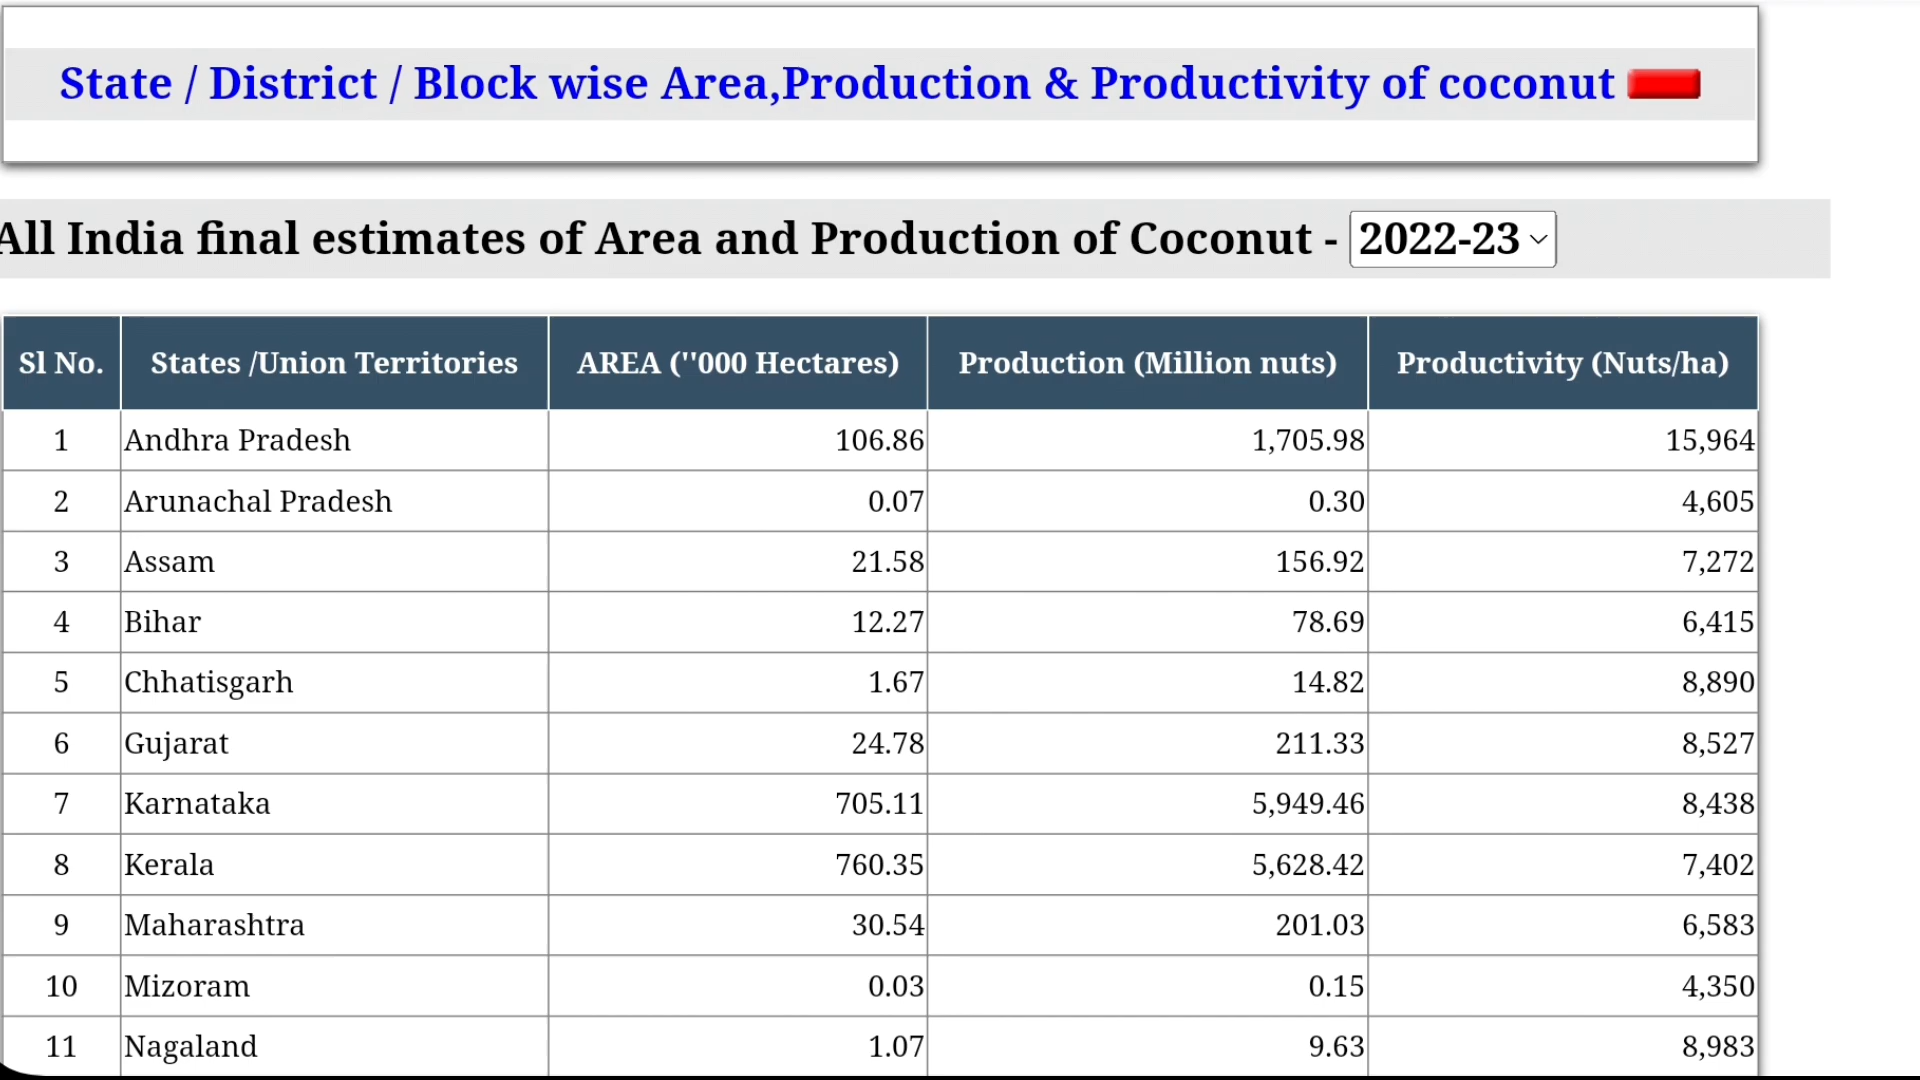 State / District / Block wise Area,Production & Productivity of coconut
All India final estimates of Area and Production of Coconut - 2022-23
Sl No. States /Union Territories AREA (''000 Hectares) Production (Million nuts) Productivity (Nuts/ha)
1 Andhra Pradesh 106.86 1,705.98 15,964
2 Arunachal Pradesh 0.07 0.30 4,605
3 Assam 21.58 156.92 7,272
4 Bihar 12.27 78.69 6,415
5 Chhatisgarh 1.67 14.82 8,890
6 Gujarat 24.78 211.33 8,527
7 Karnataka 705.11 5,949.46 8,438
8 Kerala 760.35 5,628.42 7,402
9 Maharashtra 30.54 201.03 6,583
10 Mizoram 0.03 0.15 4,350
11 Nagaland 1.07 9.63 8,983